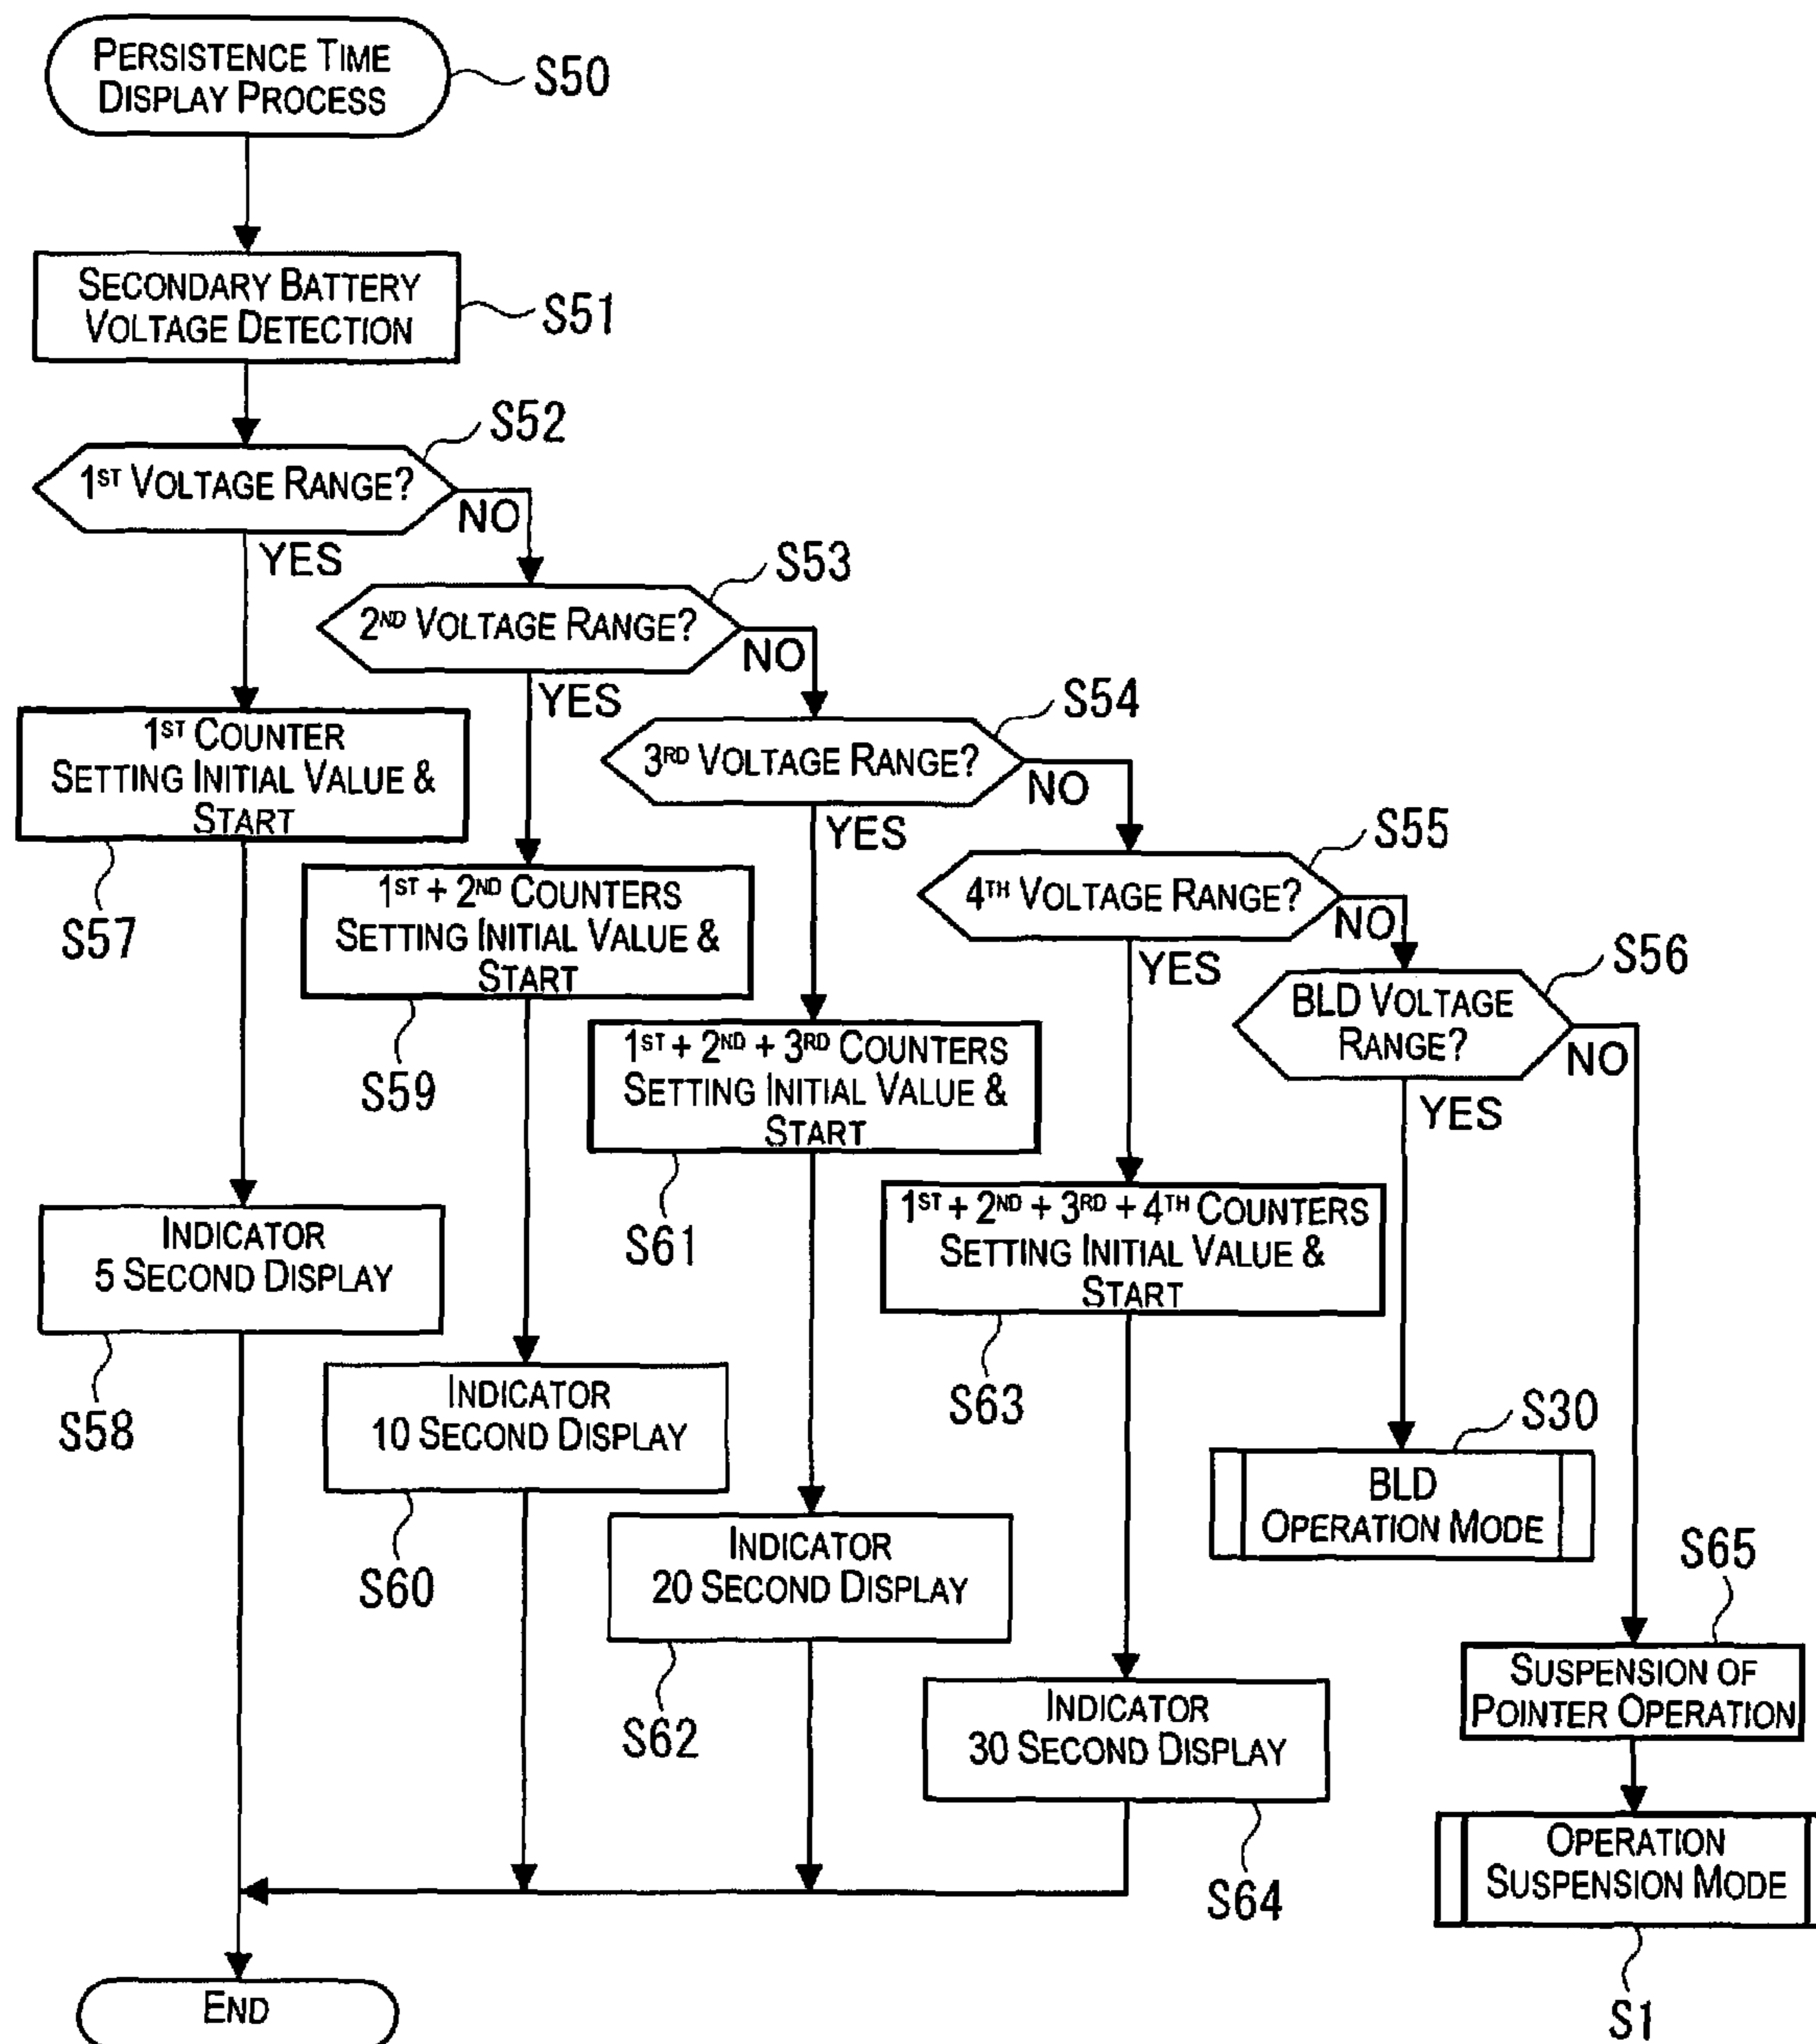 PERSISTENCE TIME
DISPLAY PROCESS
S50
SECONDARY BATTERY
VOLTAGE DETECTION
S51
S52
1ST VOLTAGE RANGE?
NO
YES
S53
2ND VOLTAGE RANGE?
NO
YES
S54
3RD VOLTAGE RANGE?
NO
YES
S55
4TH VOLTAGE RANGE?
NO
YES
S56
BLD VOLTAGE
RANGE?
NO
YES
1ST COUNTER
SETTING INITIAL VALUE &
START
S57
1ST + 2ND COUNTERS
SETTING INITIAL VALUE &
START
S59
1ST + 2ND + 3RD COUNTERS
SETTING INITIAL VALUE &
START
S61
1ST + 2ND + 3RD + 4TH COUNTERS
SETTING INITIAL VALUE &
START
S63
INDICATOR
5 SECOND DISPLAY
S58
INDICATOR
10 SECOND DISPLAY
S60
INDICATOR
20 SECOND DISPLAY
S62
INDICATOR
30 SECOND DISPLAY
S64
S30
BLD
OPERATION MODE
S65
SUSPENSION OF
POINTER OPERATION
OPERATION
SUSPENSION MODE
S1
END